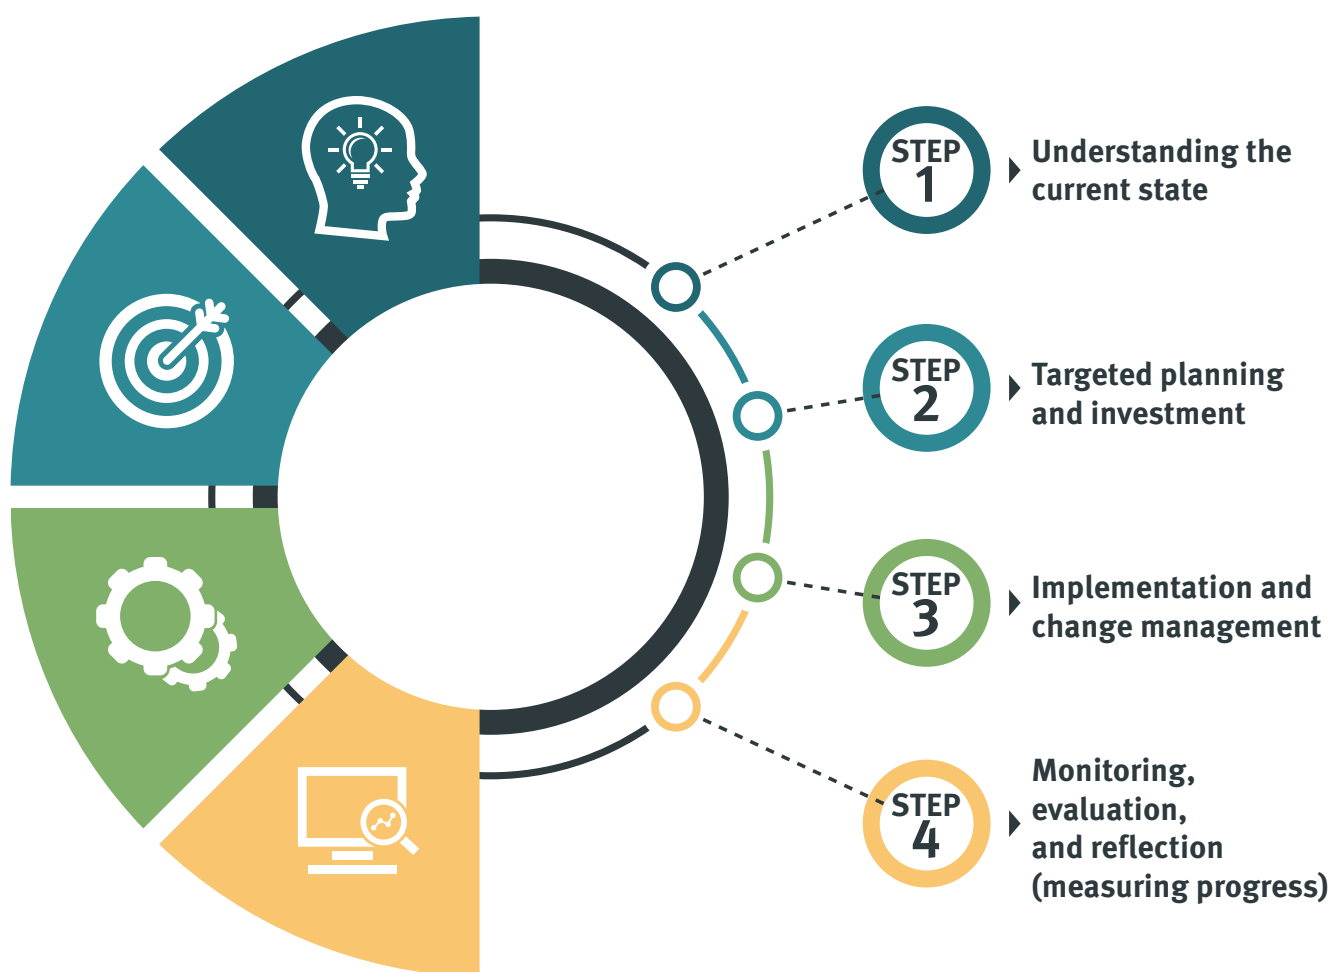 STEP
1
Understanding the
current state
STEP
2
Targeted planning
and investment
STEP
3
Implementation and
change management
STEP
4
Monitoring,
evaluation,
and reflection
(measuring progress)